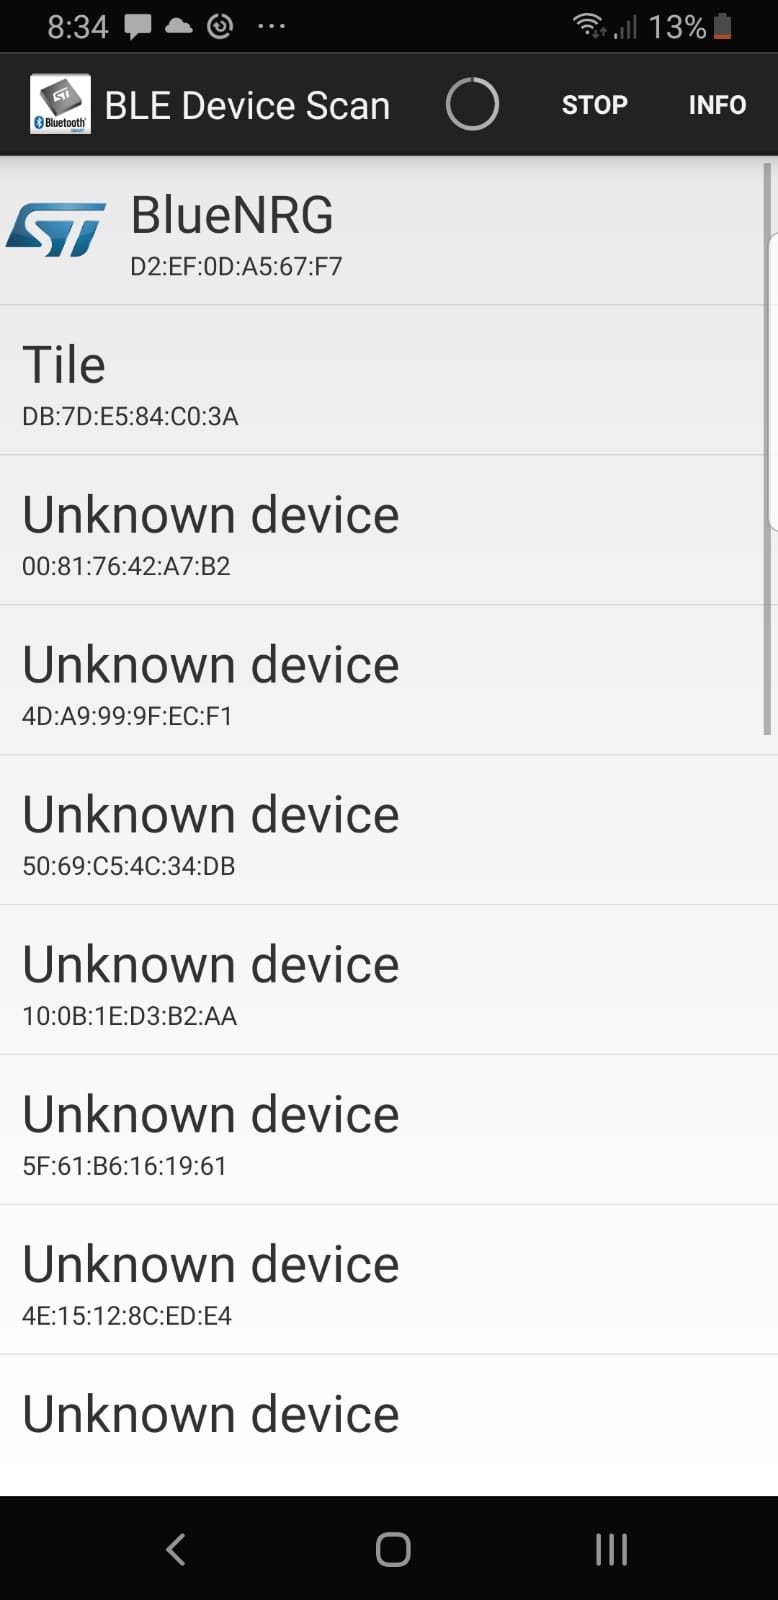 8:34
13%
Bluetooth
BLE Device Scan
STOP
INFO
BlueNRG
D2:EF:0D:A5:67:F7
Tile
DB:7D:E5:84:C0:3A
Unknown device
00:81:76:42:A7:B2
Unknown device
4D:A9:99:9F:EC:F1
Unknown device
50:69:C5:4C:34:DB
Unknown device
10:0B:1E:D3:B2:AA
Unknown device
5F:61:B6:16:19:61
Unknown device
4E:15:12:8C:ED:E4
Unknown device